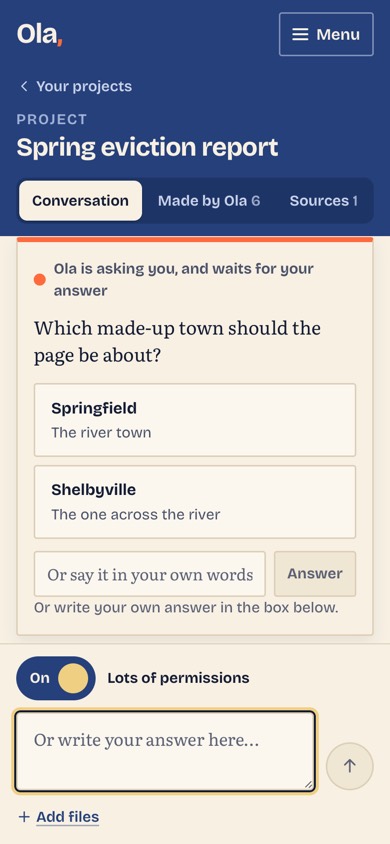 Ola,
Menu
Your projects
PROJECT
Spring eviction report
Conversation
Made by Ola 6
Sources 1
Ola is asking you, and waits for your
answer
Which made-up town should the
page be about?
Springfield
The river town
Shelbyville
The one across the river
Or say it in your own words
Answer
Or write your own answer in the box below.
On
Lots of permissions
Or write your answer here…
Add files